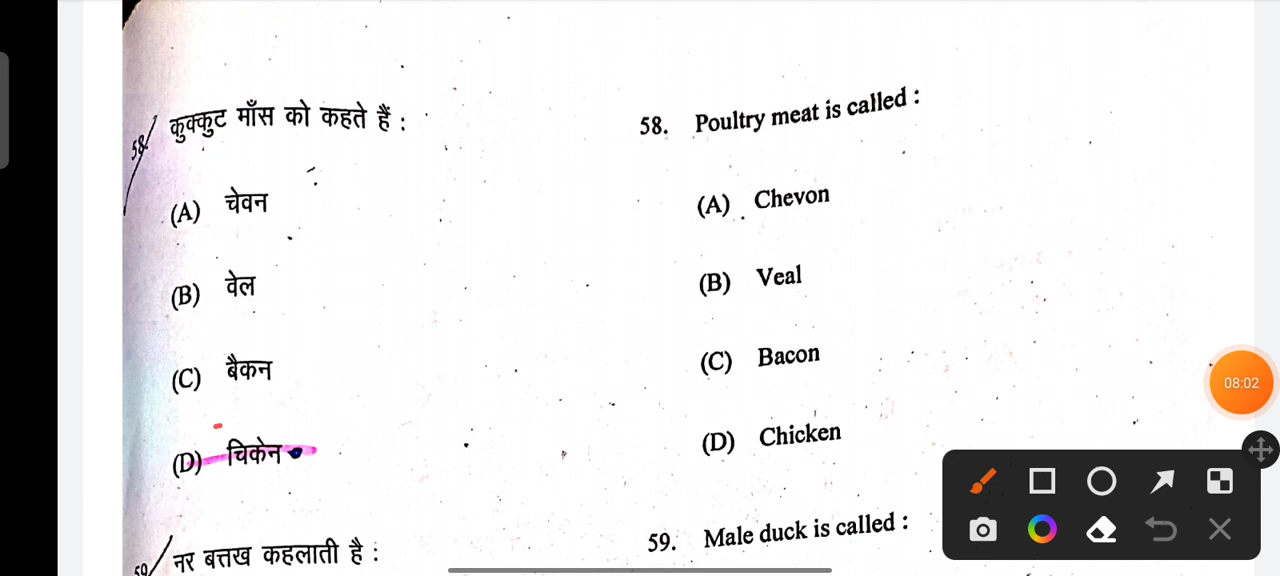 58. कुक्कुट माँस को कहते हैं :
(A) चेवन
(B) वेल
(C) बैकन
(D) चिकेन
59. नर बत्तख कहलाती है :
58. Poultry meat is called :
(A) Chevon
(B) Veal
(C) Bacon
(D) Chicken
59. Male duck is called :
08:02